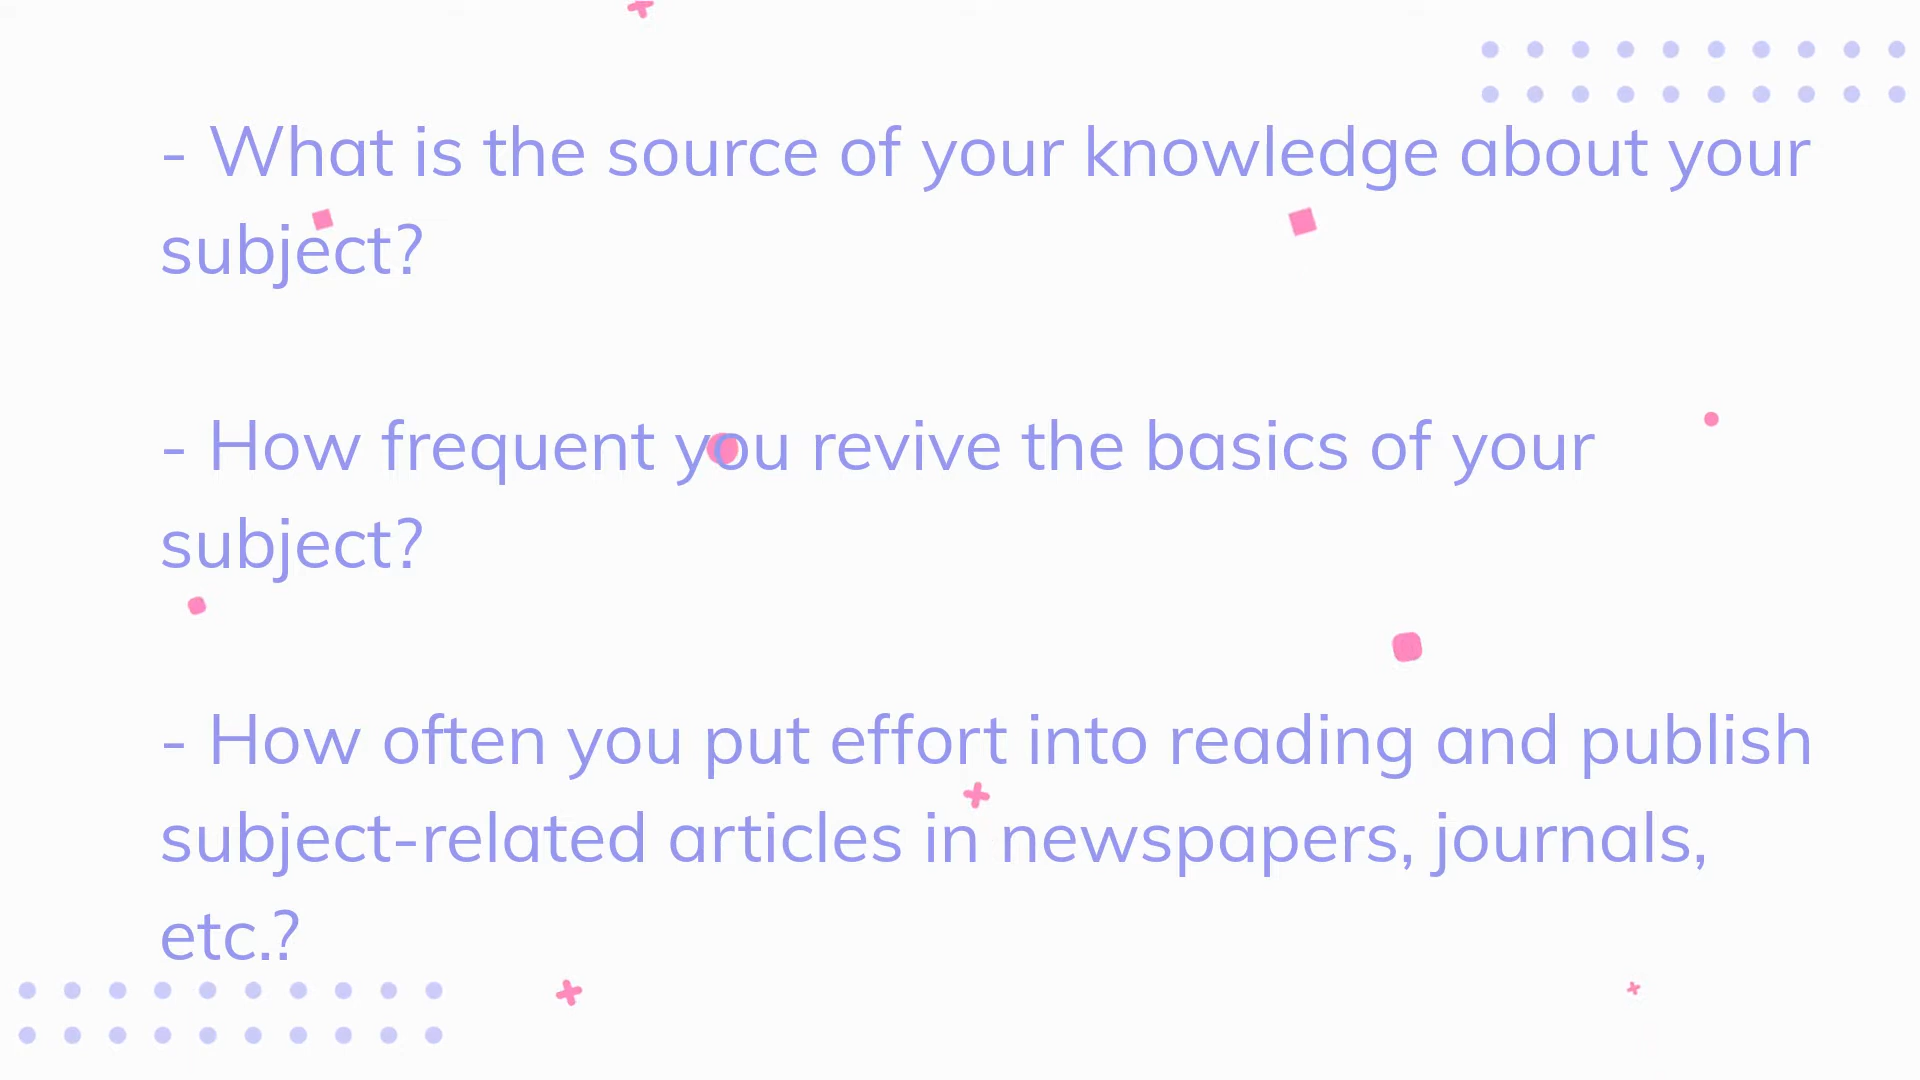 - What is the source of your knowledge about your
subject?
- How frequent you revive the basics of your
subject?
- How often you put effort into reading and publish
subject-related articles in newspapers, journals,
etc.?